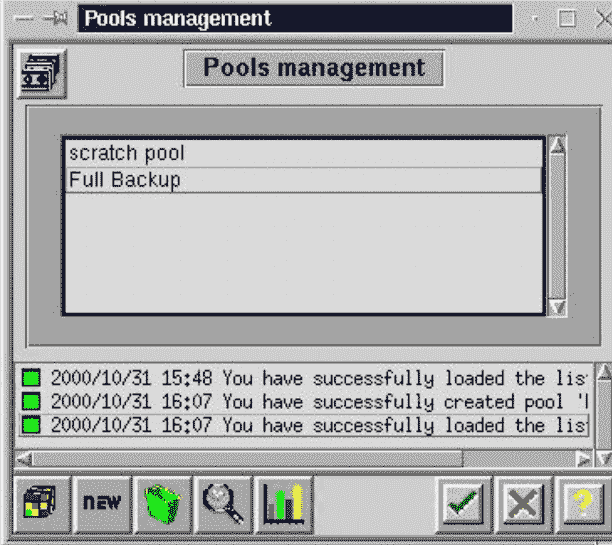 Pools management
Pools management
scratch pool
Full Backup
2000/10/31 15:48 You have successfully loaded the lis
2000/10/31 16:07 You have successfully created pool '
2000/10/31 16:07 You have successfully loaded the lis
NEW
?